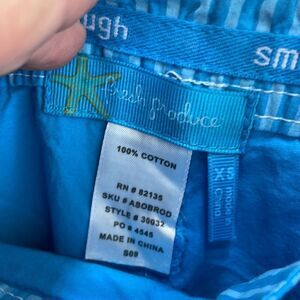 ugh
sm
fresh produce
100% COTTON
RN # 82135
SKU # ABOBROD
STYLE # 30032
PO # 4545
MADE IN CHINA
S09
XS
made in
China